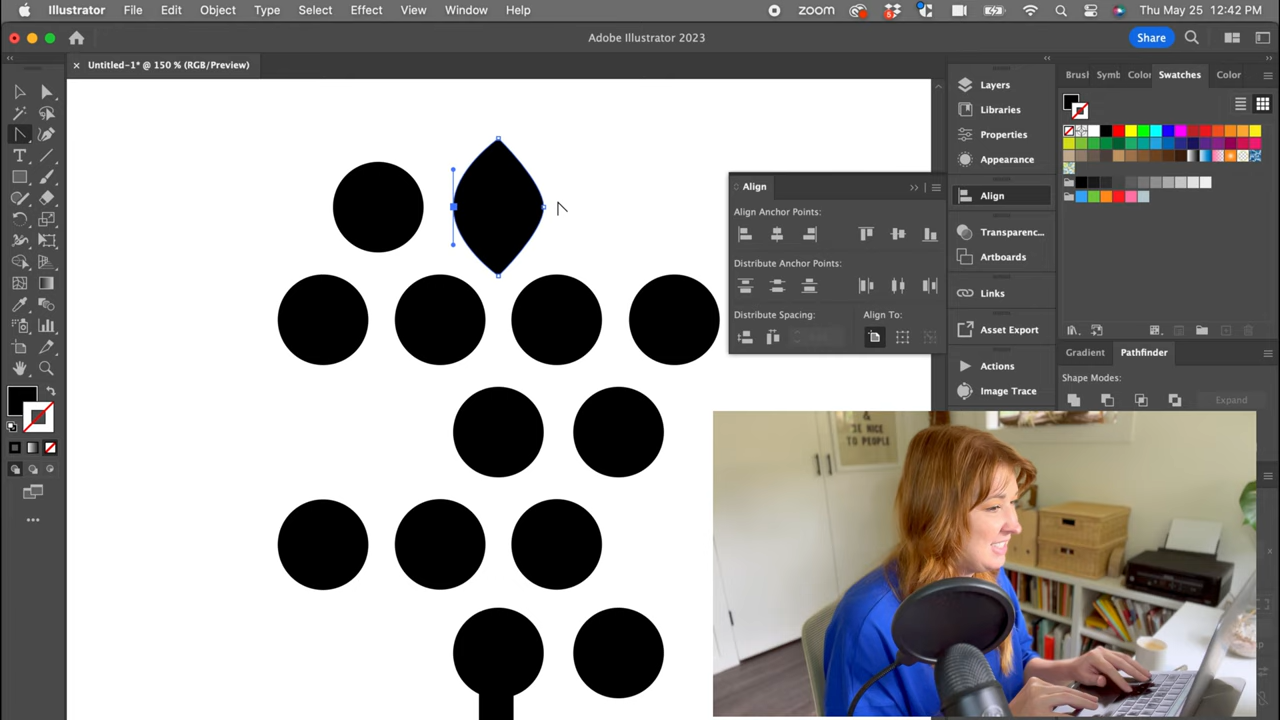 Illustrator File Edit Object Type Select Effect View Window Help zoom Thu May 25 12:42 PM
Adobe Illustrator 2023 Share
× Untitled-1* @ 150 % (RGB/Preview)
Brusl Symb Color Swatches Color
Layers
Libraries
Properties
Appearance
Align
Transparenc...
Artboards
Links
Asset Export
Actions
Image Trace
Align
Align Anchor Points:
Distribute Anchor Points:
Distribute Spacing: Align To:
Gradient Pathfinder
Shape Modes:
Expand
BE NICE
TO PEOPLE